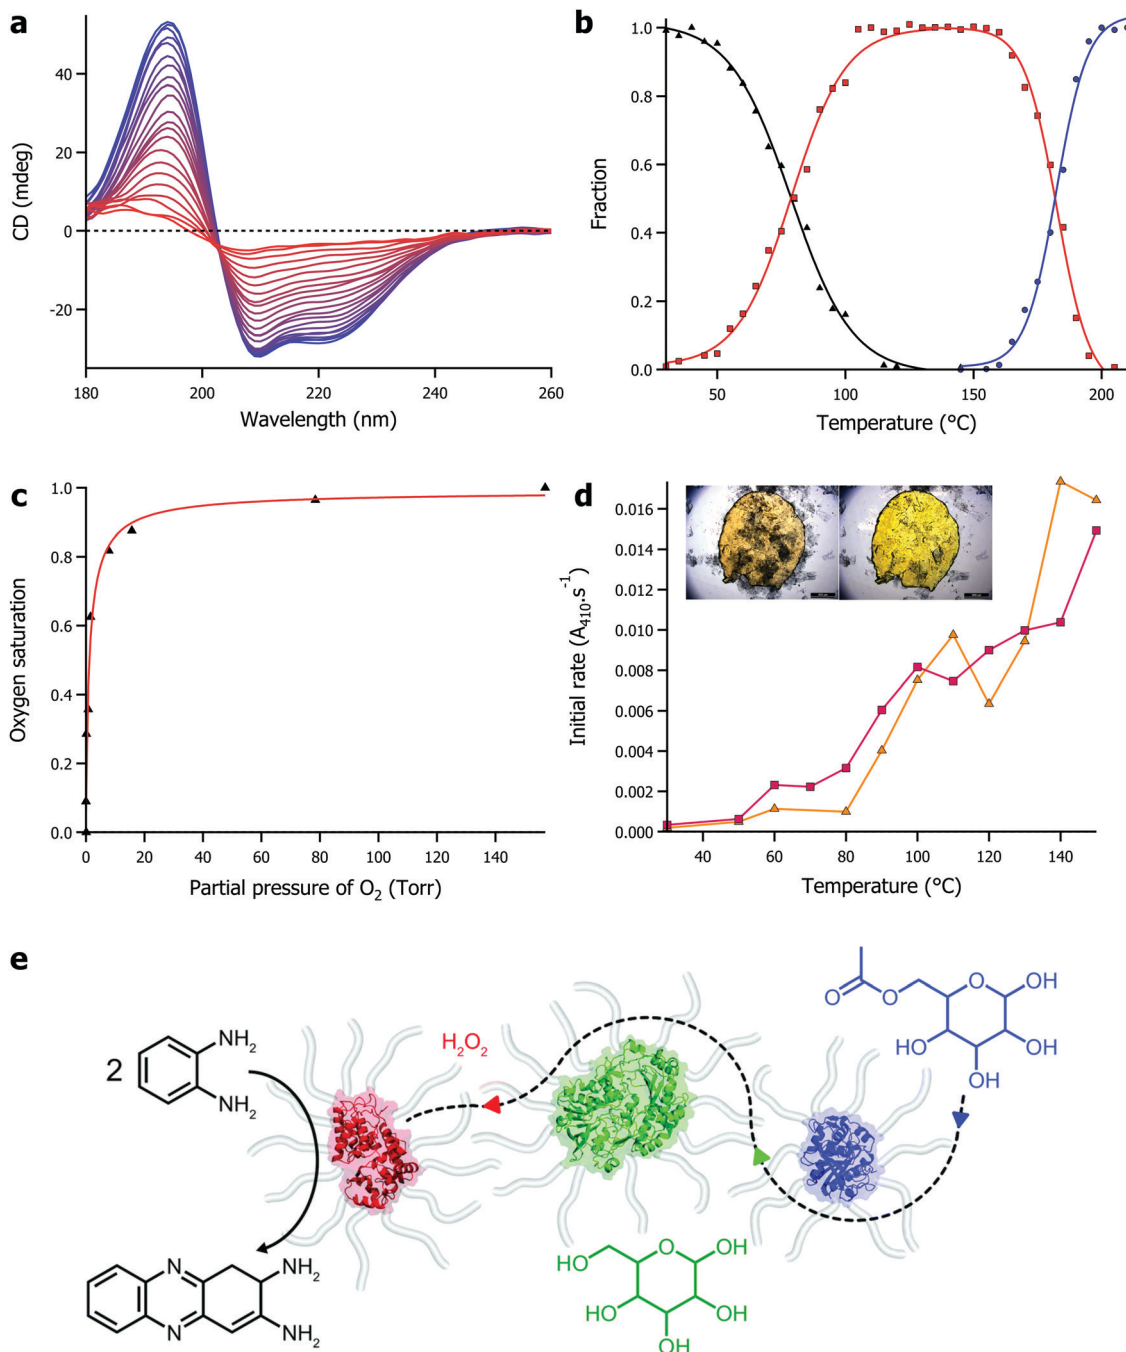 a
40
20
0
-20
CD (mdeg)
180
200
220
240
260
Wavelength (nm)
b
1.0
0.8
0.6
0.4
0.2
0.0
Fraction
50
100
150
200
Temperature (°C)
c
1.0
0.8
0.6
0.4
0.2
0.0
Oxygen saturation
0
20
40
60
80
100
120
140
Partial pressure of O2 (Torr)
d
0.016
0.014
0.012
0.010
0.008
0.006
0.004
0.002
0.000
Initial rate (A410.s-1)
40
60
80
100
120
140
Temperature (°C)
e
2
NH2
NH2
N
N
NH2
NH2
H2O2
O
O
O
OH
HO
OH
OH
HO
O
OH
HO
OH
OH